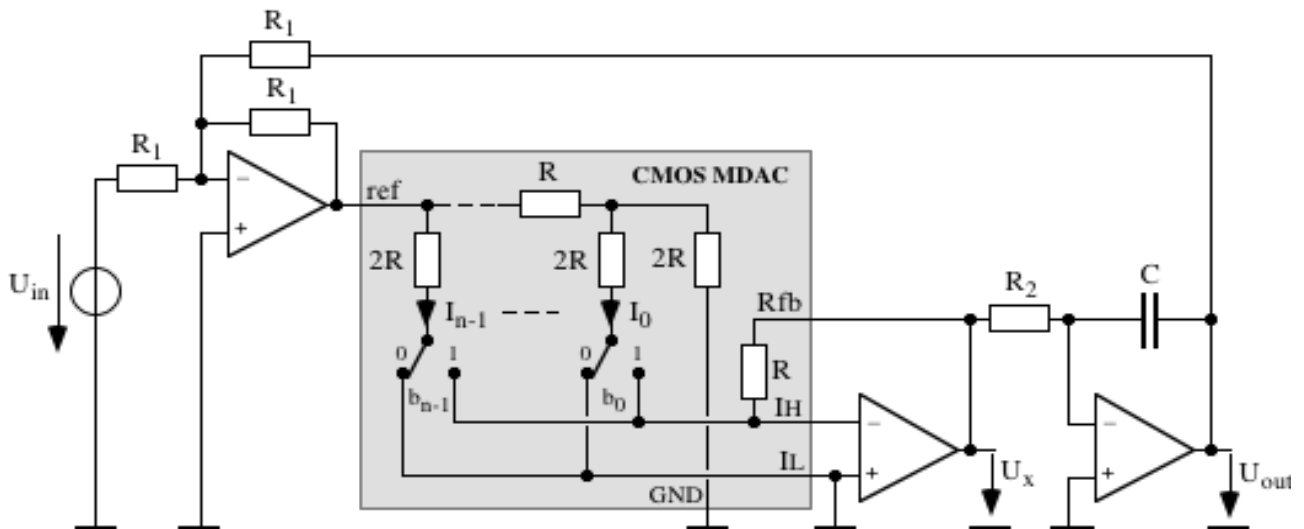 R1
R1
R1
ref
R
CMOS MDAC
+
2R
2R
2R
Uin
In-1
I0
Rfb
R2
C
0
1
0
1
bn-1
b0
R
IH
IL
GND
+
+
Ux
Uout